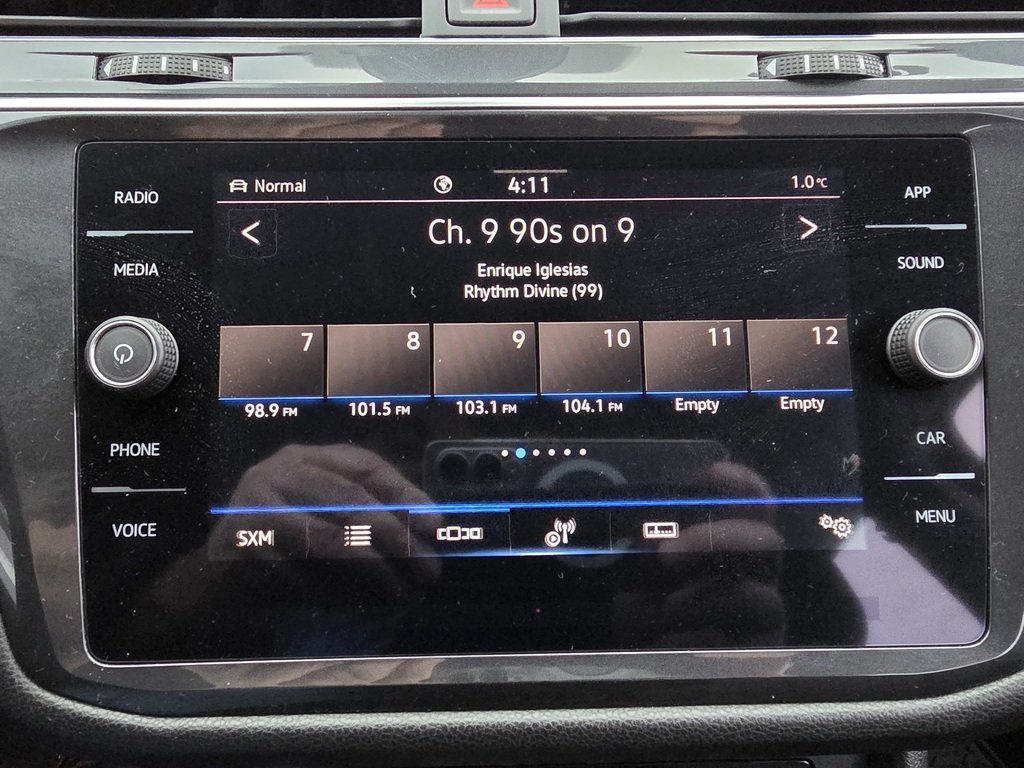 RADIO
MEDIA
PHONE
VOICE
Normal
4:11
1.0°C
Ch. 9 90s on 9
Enrique Iglesias
Rhythm Divine (99)
7 8 9 10 11 12
98.9 FM 101.5 FM 103.1 FM 104.1 FM Empty Empty
SXM
APP
SOUND
CAR
MENU